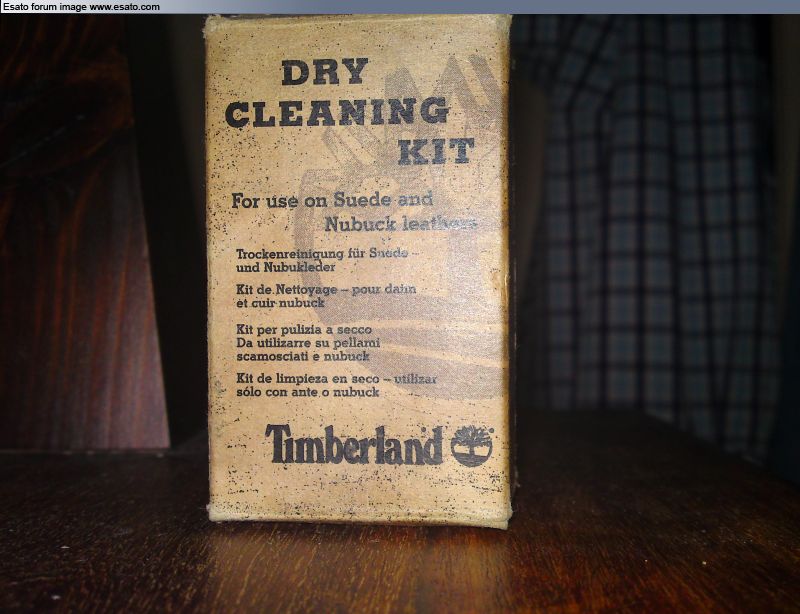 Esato forum image www.esato.com
DRY
CLEANING
KIT
For use on Suede and
Nubuck leathers
Trockenreinigung für Suede –
und Nubukleder
Kit de Nettoyage – pour daim
et cuir nubuck
Kit per pulizia a secco
Da utilizarre su pellami
scamosciati e nubuck
Kit de limpieza en seco – utilizar
sólo con ante o nubuck
Timberland